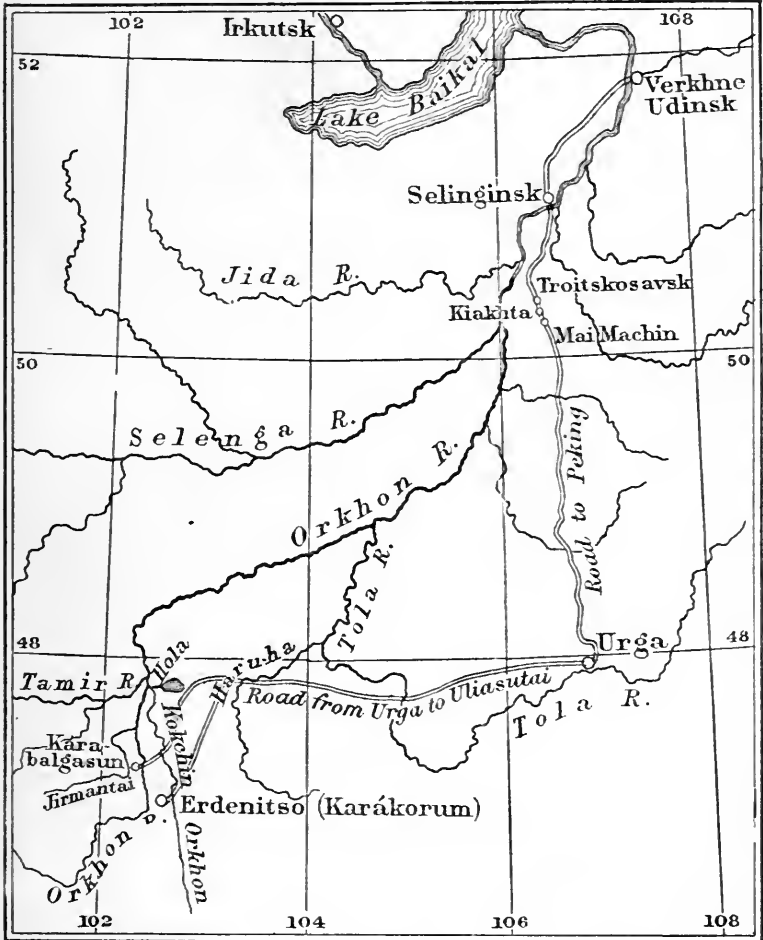 102
108
Irkutsk
52
Lake Baikal
Verkhne
Udinsk
Selinginsk
Jida R.
Troitskosavsk
Kiakhta
Mai Machin
50
50
Selenga R.
Orkhon R.
Road to Peking
Tola R.
48
Hola
Haruha
Urga
48
Tamir R.
Road from Urga to Uliasutai
Tola R.
Kara-
balgasun
Kokchin Orkhon
Jirmantai
Erdenitso (Karákorum)
Orkhon R.
102
104
106
108